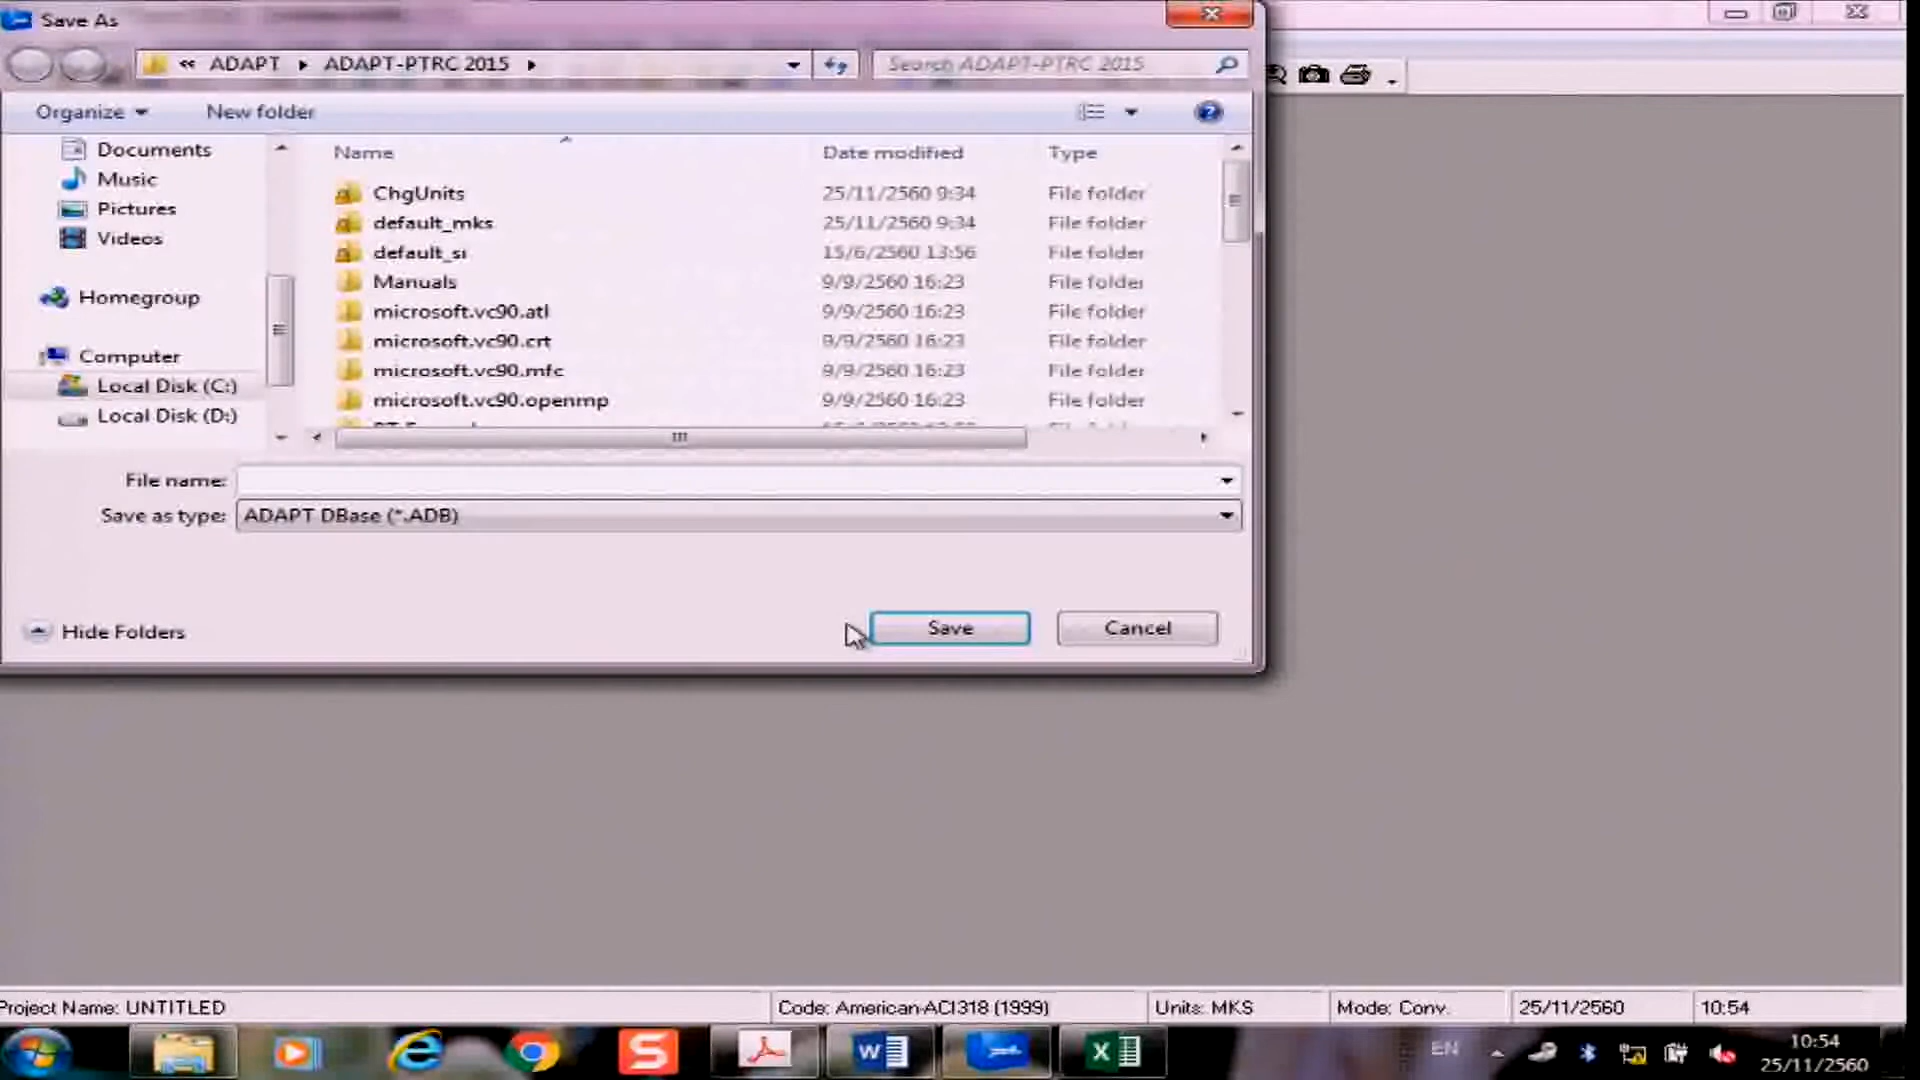 Save As
« ADAPT ▸ ADAPT-PTRC 2015 ▸
Search ADAPT-PTRC 2015
Organize
New folder
Documents
Music
Pictures
Videos
Homegroup
Computer
Local Disk (C:)
Local Disk (D:)
Name Date modified Type
ChgUnits 25/11/2560 9:34 File folder
default_mks 25/11/2560 9:34 File folder
default_si 15/6/2560 13:56 File folder
Manuals 9/9/2560 16:23 File folder
microsoft.vc90.atl 9/9/2560 16:23 File folder
microsoft.vc90.crt 9/9/2560 16:23 File folder
microsoft.vc90.mfc 9/9/2560 16:23 File folder
microsoft.vc90.openmp 9/9/2560 16:23 File folder
File name:
Save as type: ADAPT DBase (*.ADB)
Hide Folders
Save
Cancel
Project Name: UNTITLED
Code: American-ACI318 (1999)
Units: MKS
Mode: Conv.
25/11/2560
10:54
EN
10:54
25/11/2560